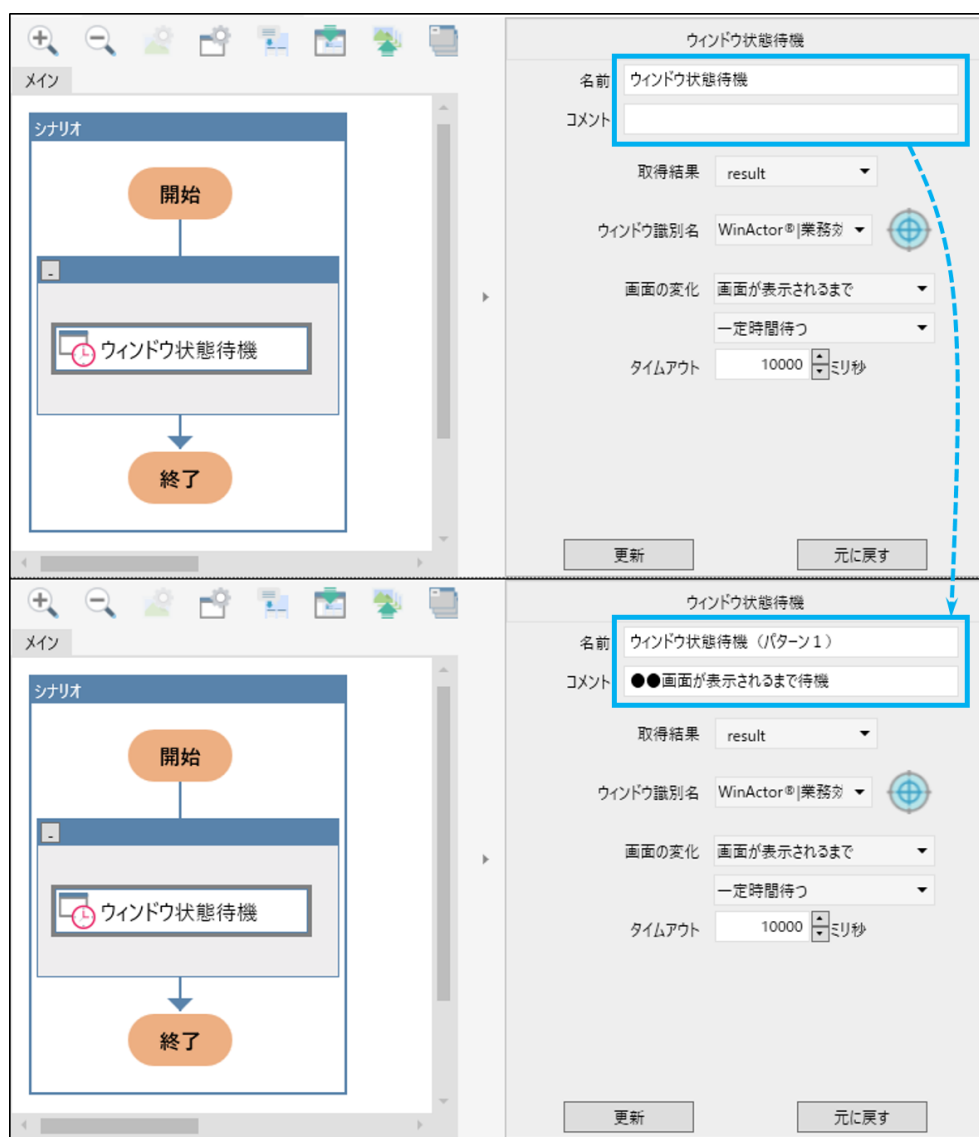 メイン
シナリオ
開始
-
ウィンドウ状態待機
終了
ウィンドウ状態待機
名前 ウィンドウ状態待機
コメント
取得結果 result
ウィンドウ識別名 WinActor®|業務効
画面の変化 画面が表示されるまで
一定時間待つ
タイムアウト 10000 ミリ秒
更新 元に戻す
メイン
シナリオ
開始
-
ウィンドウ状態待機
終了
ウィンドウ状態待機
名前 ウィンドウ状態待機（パターン１）
コメント ●●画面が表示されるまで待機
取得結果 result
ウィンドウ識別名 WinActor®|業務効
画面の変化 画面が表示されるまで
一定時間待つ
タイムアウト 10000 ミリ秒
更新 元に戻す